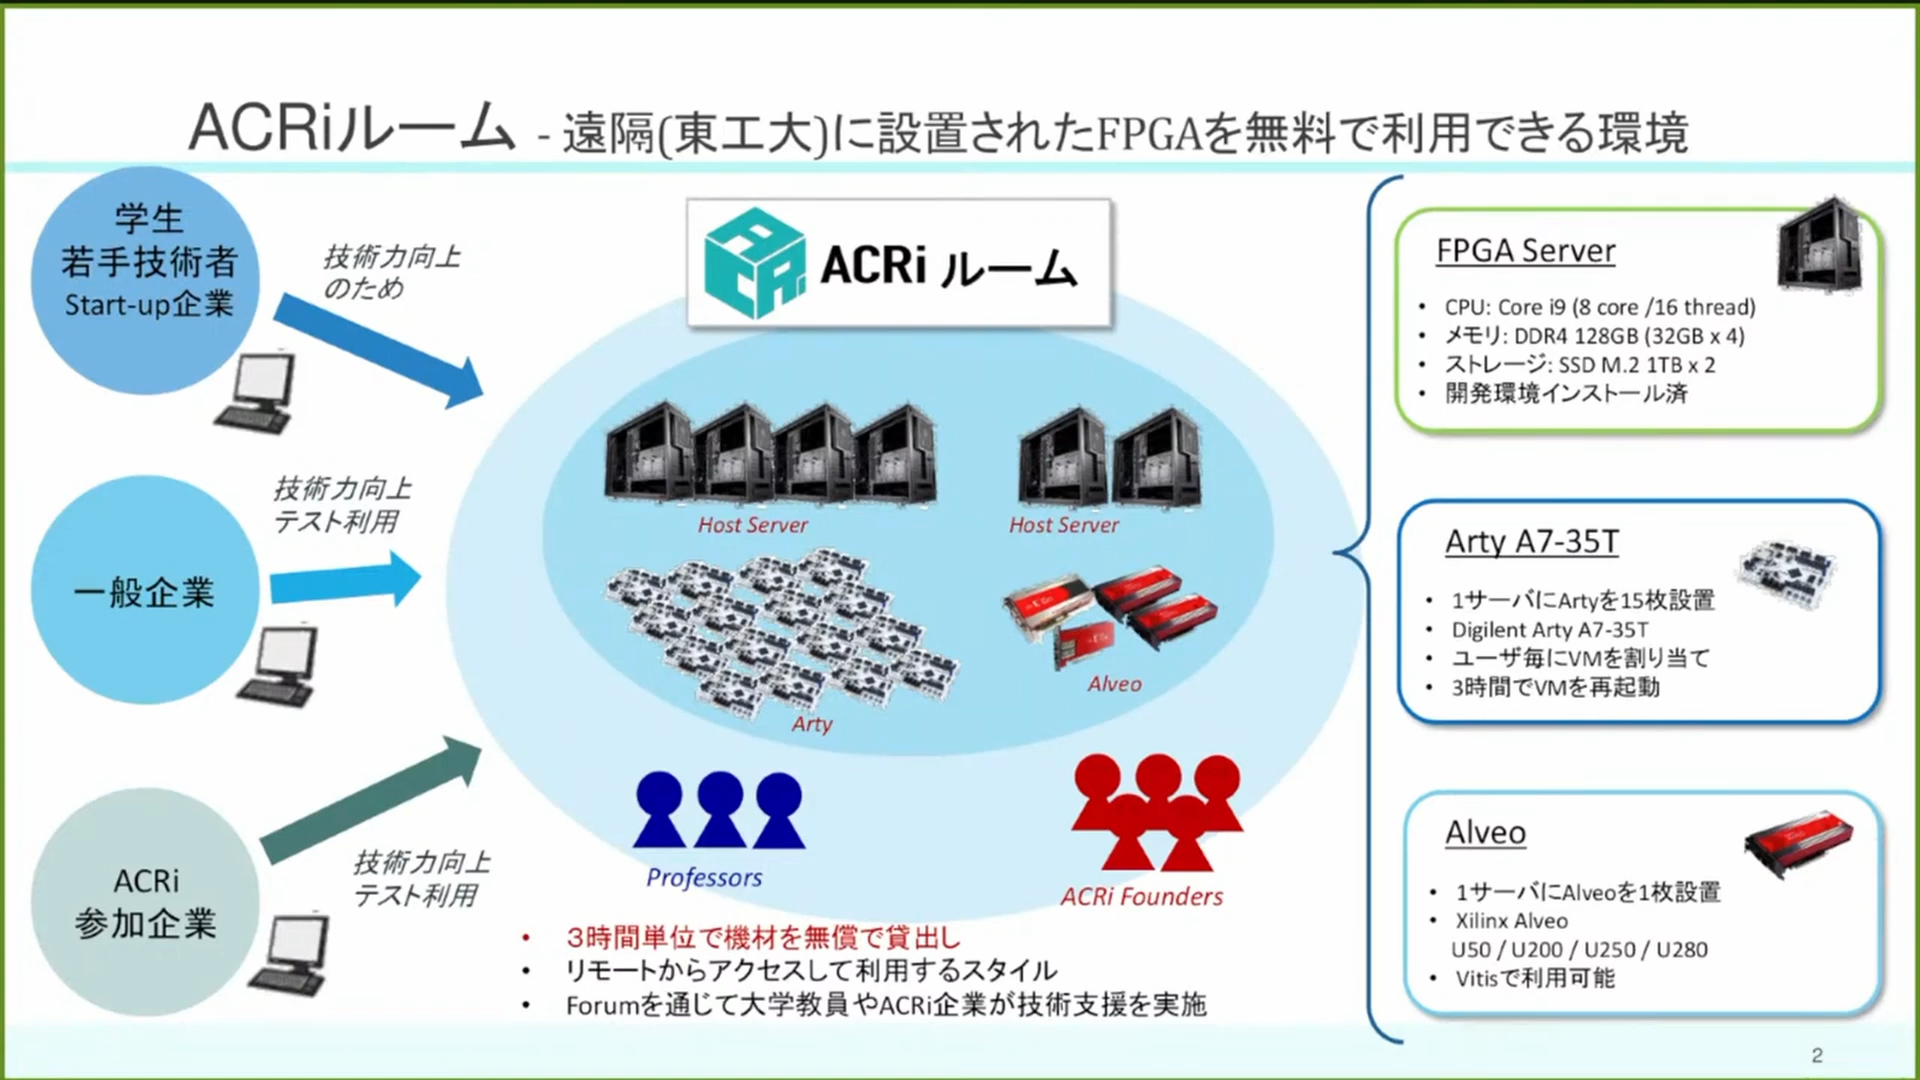 ACRiルーム - 遠隔(東工大)に設置されたFPGAを無料で利用できる環境
学生
若手技術者
Start-up企業
技術力向上
のため
一般企業
技術力向上
テスト利用
ACRi
参加企業
技術力向上
テスト利用
ACRi
ACRi ルーム
Host Server
Host Server
Arty
Alveo
Professors
ACRi Founders
• 3時間単位で機材を無償で貸出し
• リモートからアクセスして利用するスタイル
• Forumを通じて大学教員やACRi企業が技術支援を実施
FPGA Server
• CPU: Core i9 (8 core /16 thread)
• メモリ: DDR4 128GB (32GB x 4)
• ストレージ: SSD M.2 1TB x 2
• 開発環境インストール済
Arty A7-35T
• 1サーバにArtyを15枚設置
• Digilent Arty A7-35T
• ユーザ毎にVMを割り当て
• 3時間でVMを再起動
Alveo
• 1サーバにAlveoを1枚設置
• Xilinx Alveo
U50 / U200 / U250 / U280
• Vitisで利用可能
2